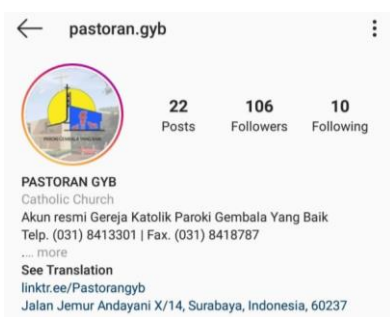 pastoran.gyb
22 106 10
Posts Followers Following
PASTORAN GYB
Catholic Church
Akun resmi Gereja Katolik Paroki Gembala Yang Baik
Telp. (031) 8413301 | Fax. (031) 8418787
.... more
See Translation
linktr.ee/Pastorangyb
Jalan Jemur Andayani X/14, Surabaya, Indonesia, 60237